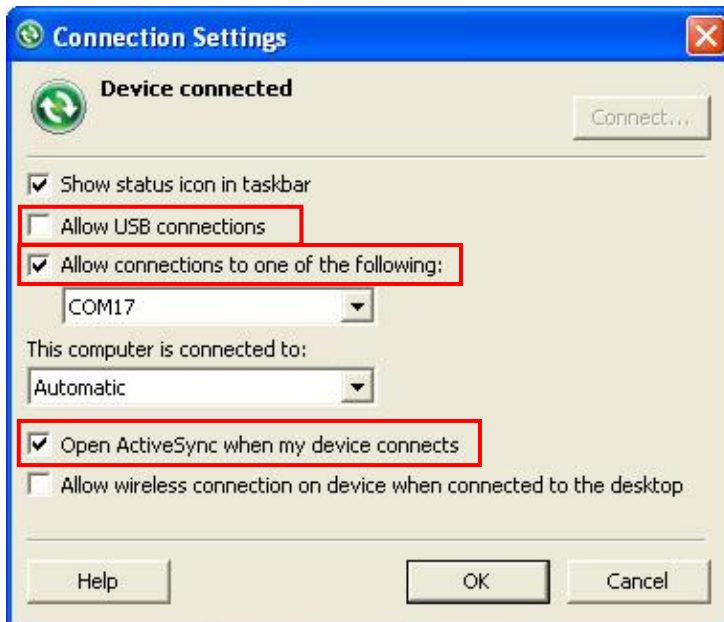 Connection Settings
Device connected
Connect...
Show status icon in taskbar
Allow USB connections
Allow connections to one of the following:
COM17
This computer is connected to:
Automatic
Open ActiveSync when my device connects
Allow wireless connection on device when connected to the desktop
Help OK Cancel